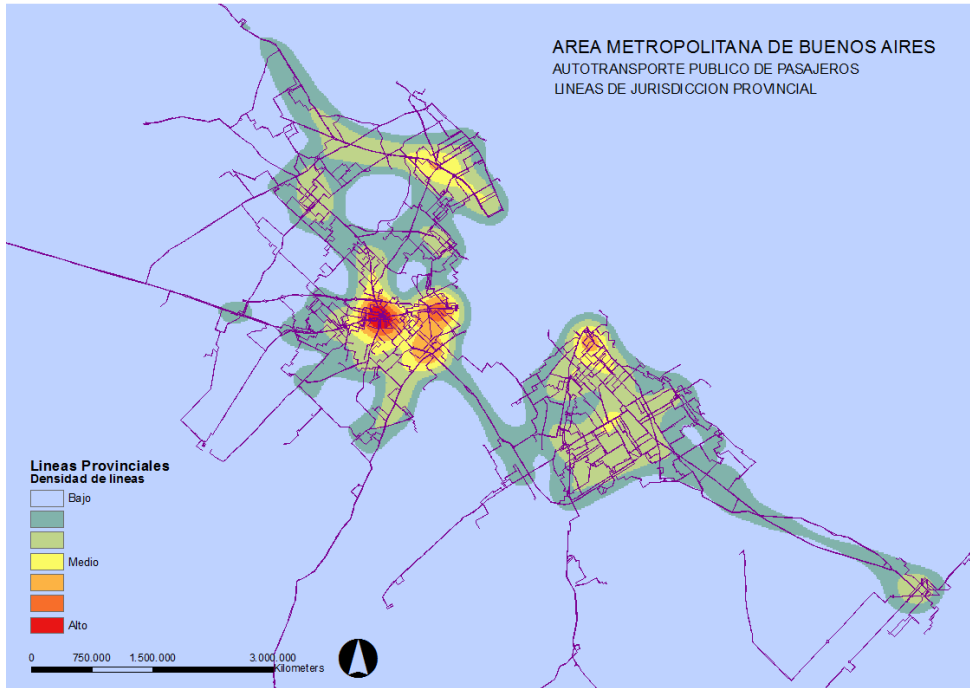 AREA METROPOLITANA DE BUENOS AIRES
AUTOTRANSPORTE PUBLICO DE PASAJEROS
LINEAS DE JURISDICCION PROVINCIAL
Lineas Provinciales
Densidad de lineas
Bajo
Medio
Alto
0 750.000 1.500.000 3.000.000
Kilometers